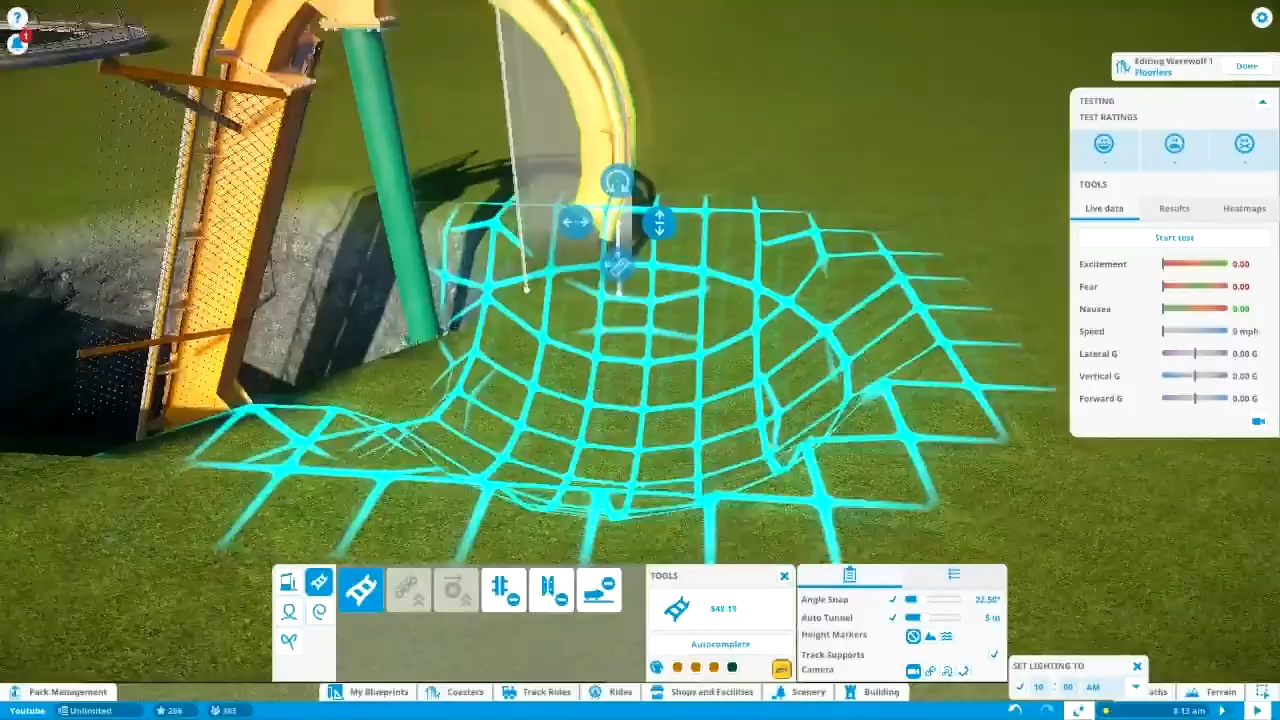 ?
Editing Werewolf 1
Floorless
Done
TESTING
TEST RATINGS
- - -
TOOLS
Live data Results Heatmaps
Start test
Excitement 0.00
Fear 0.00
Nausea 0.00
Speed 0 mph
Lateral G 0.00 G
Vertical G 0.00 G
Forward G 0.00 G
TOOLS
$48.19
Autocomplete
Angle Snap 22.50°
Auto Tunnel 5 m
Height Markers
Track Supports
Camera
SET LIGHTING TO
10 : 00 AM
Park Management My Blueprints Coasters Track Rides Rides Shops and Facilities Scenery Building Terrain
Youtube Unlimited 8:13 am